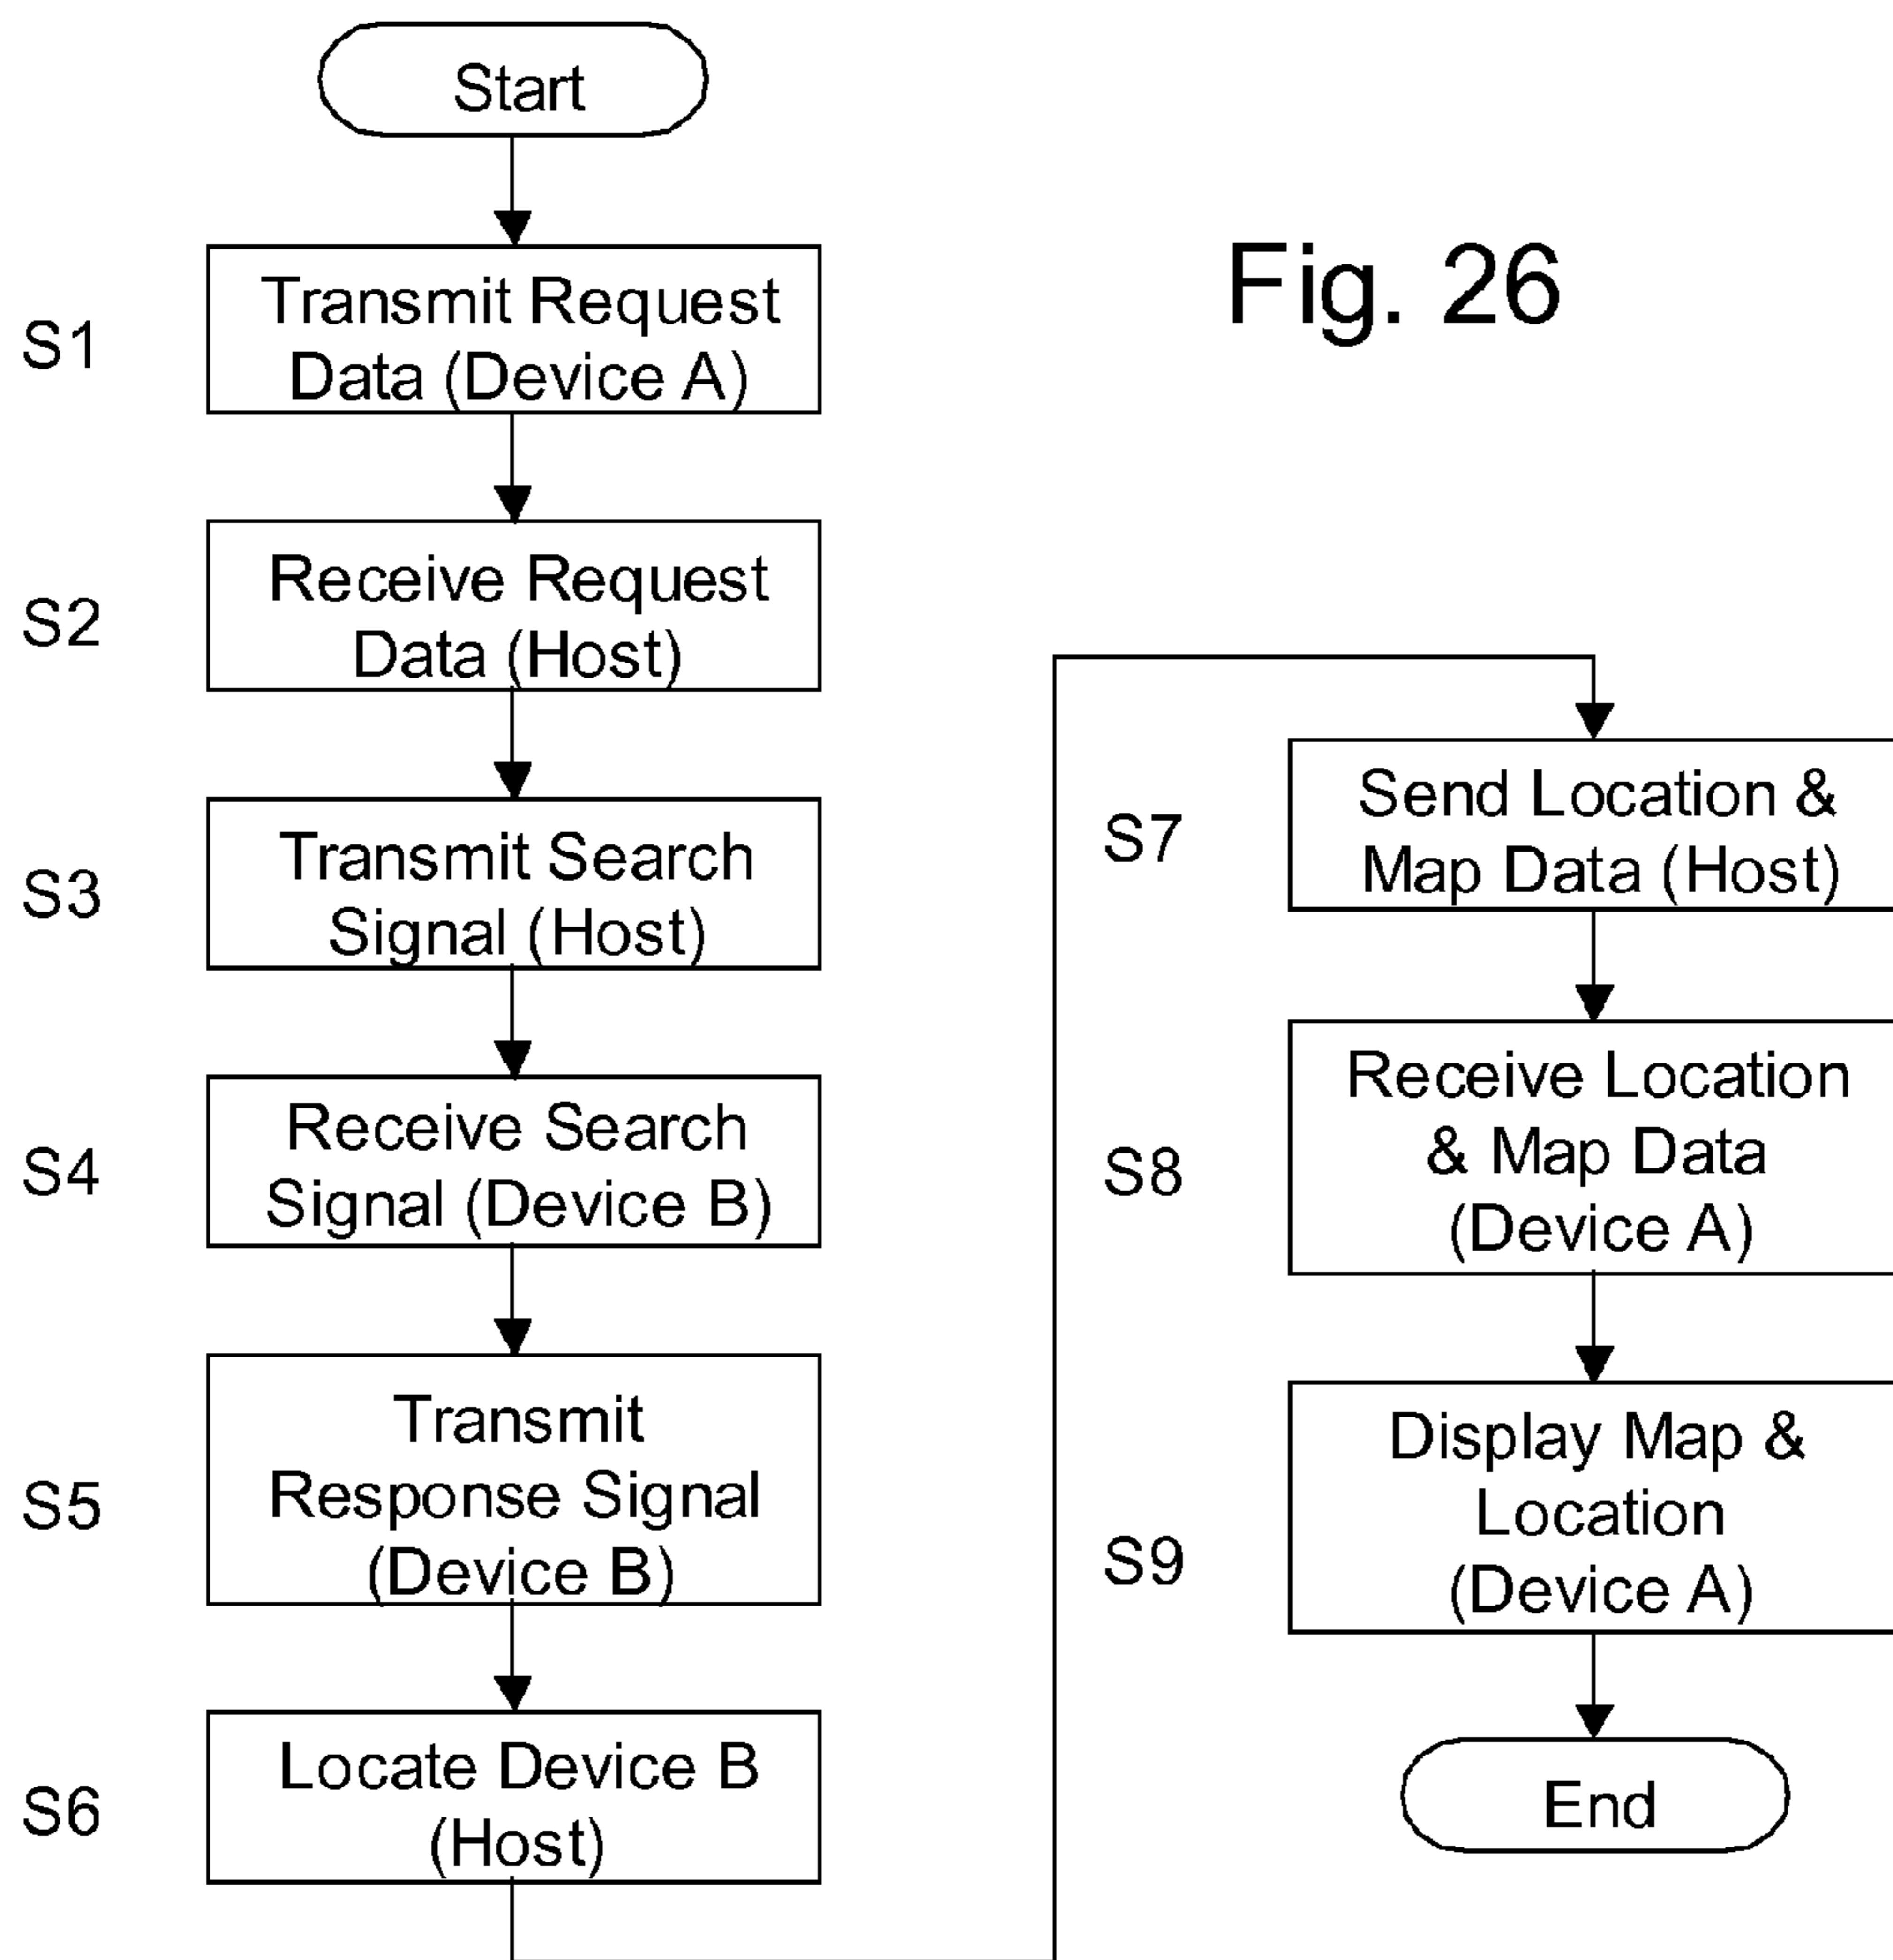 Start
Fig. 26
S1
Transmit Request
Data (Device A)
S2
Receive Request
Data (Host)
S3
Transmit Search
Signal (Host)
S4
Receive Search
Signal (Device B)
S5
Transmit
Response Signal
(Device B)
S6
Locate Device B
(Host)
S7
Send Location &
Map Data (Host)
S8
Receive Location
& Map Data
(Device A)
S9
Display Map &
Location
(Device A)
End